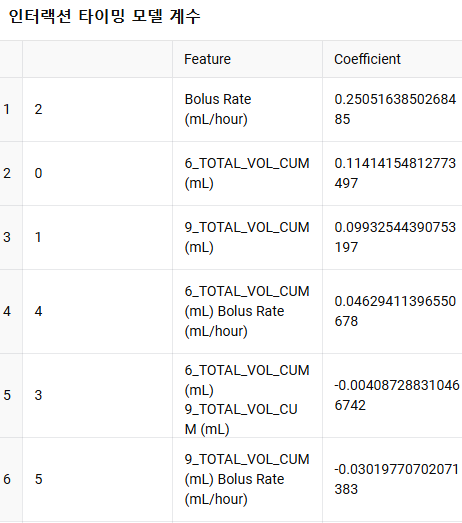 인터랙션 타이밍 모델 계수
Feature Coefficient
1 2 Bolus Rate (mL/hour) 0.2505163850268485
2 0 6_TOTAL_VOL_CUM (mL) 0.11414154812773497
3 1 9_TOTAL_VOL_CUM (mL) 0.09932544390753197
4 4 6_TOTAL_VOL_CUM (mL) Bolus Rate (mL/hour) 0.04629411396550678
5 3 6_TOTAL_VOL_CUM (mL) 9_TOTAL_VOL_CUM (mL) -0.004087288310466742
6 5 9_TOTAL_VOL_CUM (mL) Bolus Rate (mL/hour) -0.03019770702071383